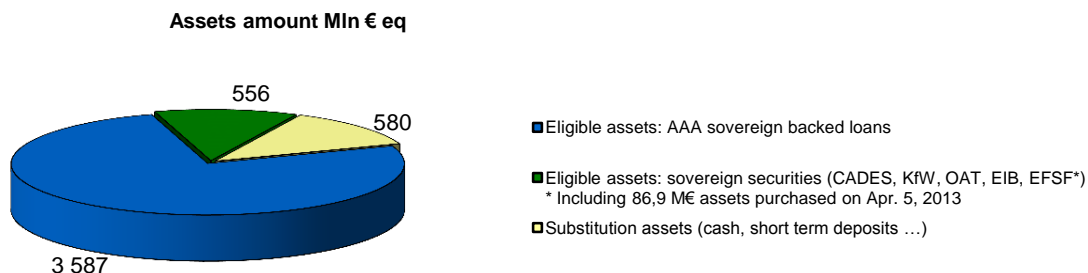 Assets amount Mln € eq
556
580
3 587
Eligible assets: AAA sovereign backed loans
Eligible assets: sovereign securities (CADES, KfW, OAT, EIB, EFSF*)
* Including 86,9 M€ assets purchased on Apr. 5, 2013
Substitution assets (cash, short term deposits …)